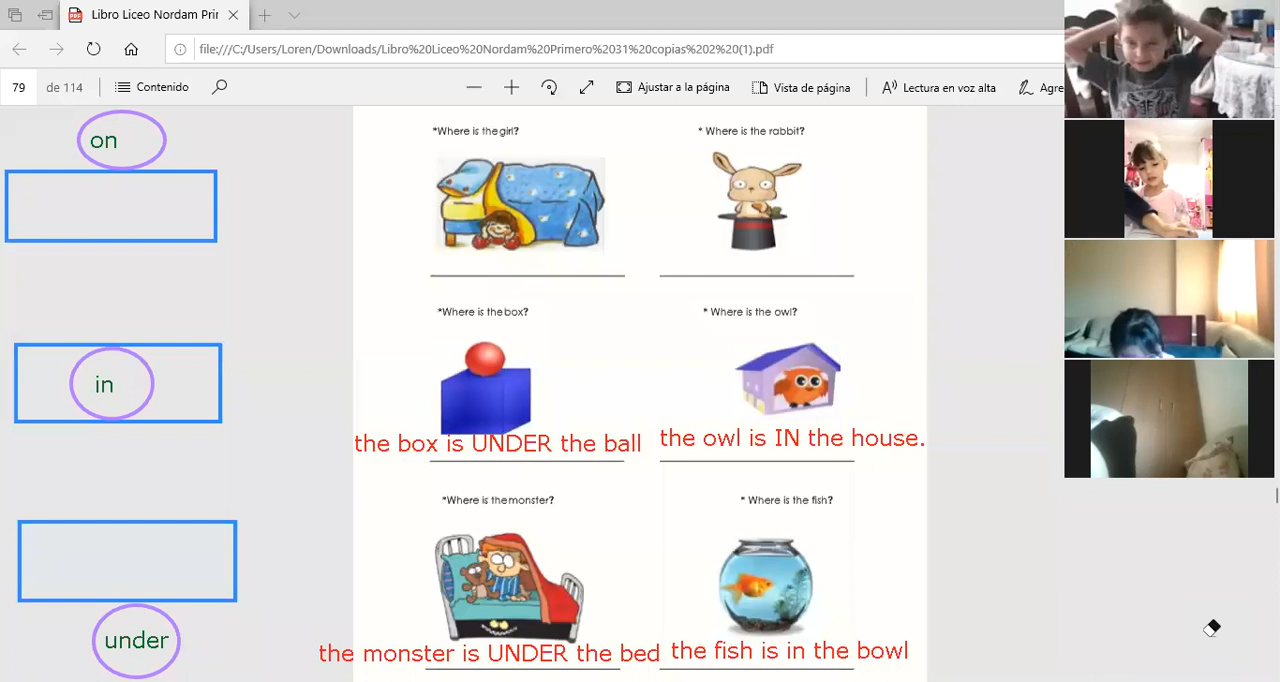 Libro Liceo Nordam Prir
file:///C:/Users/Loren/Downloads/Libro%20Liceo%20Nordam%20Primero%2031%20copias%202%20(1).pdf
79 de 114 Contenido Ajustar a la página Vista de página Lectura en voz alta Agre
on
in
under
*Where is the girl? * Where is the rabbit?
*Where is the box? * Where is the owl?
the box is UNDER the ball the owl is IN the house.
*Where is the monster? * Where is the fish?
the monster is UNDER the bed the fish is in the bowl